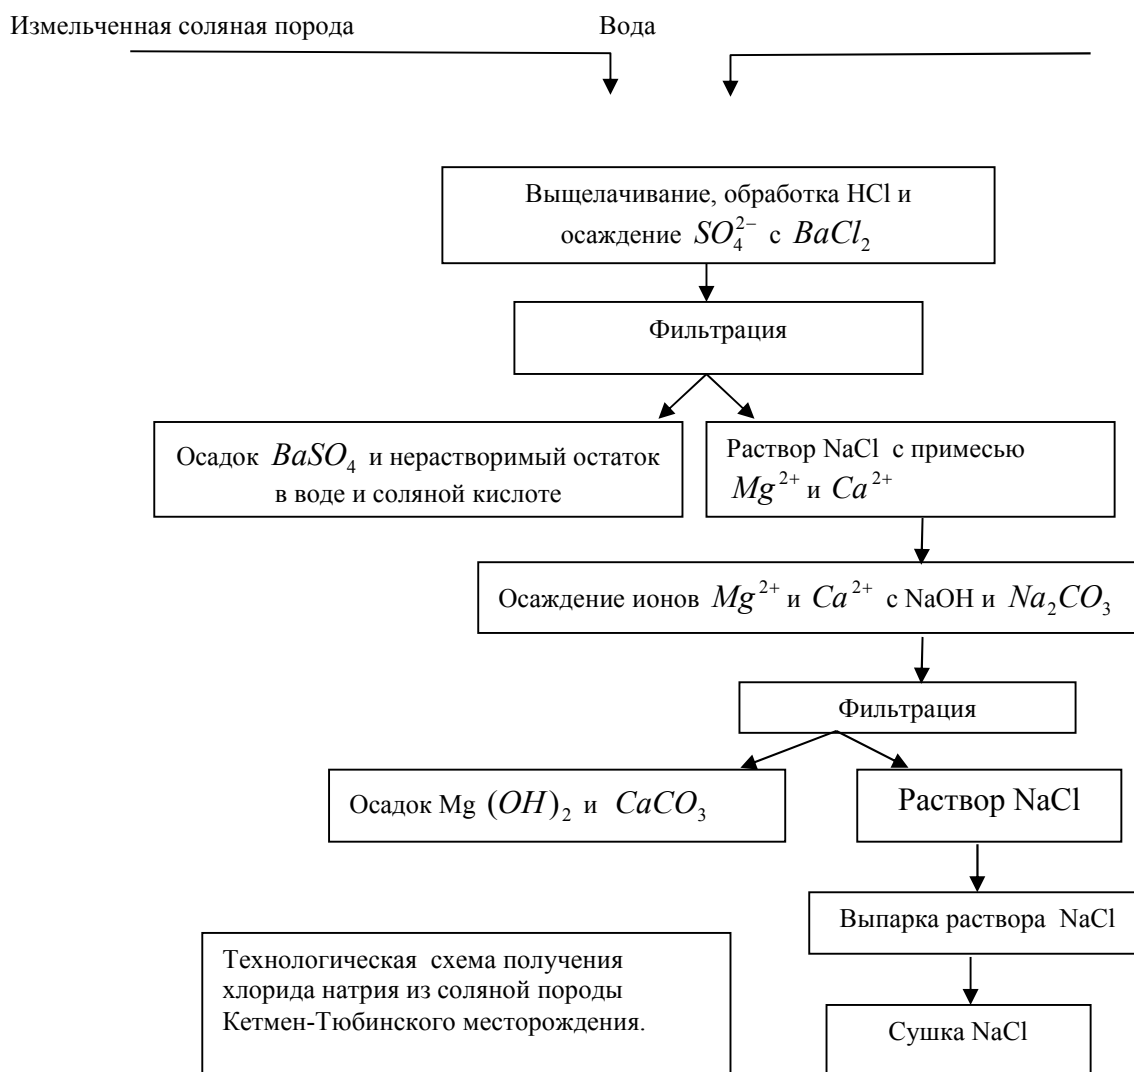 Измельченная соляная порода Вода
Выщелачивание, обработка HCl и
осаждение SO₄²⁻ с BaCl₂
Фильтрация
Осадок BaSO₄ и нерастворимый остаток
в воде и соляной кислоте
Раствор NaCl с примесью
Mg²⁺ и Ca²⁺
Осаждение ионов Mg²⁺ и Ca²⁺ с NaOH и Na₂CO₃
Фильтрация
Осадок Mg (OH)₂ и CaCO₃
Раствор NaCl
Выпарка раствора NaCl
Технологическая схема получения
хлорида натрия из соляной породы
Кетмен-Тюбинского месторождения.
Сушка NaCl